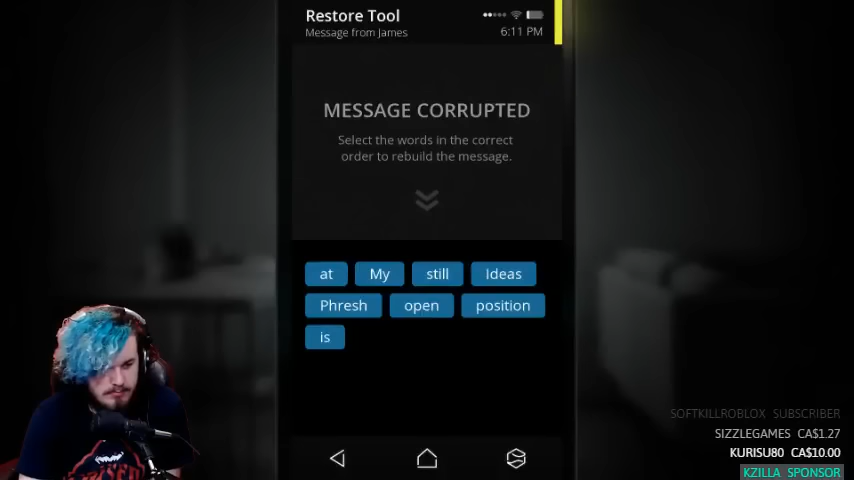 Restore Tool
Message from James
6:11 PM
MESSAGE CORRUPTED
Select the words in the correct
order to rebuild the message.
at My still Ideas
Phresh open position
is
SOFTKILLROBLOX SUBSCRIBER
SIZZLEGAMES CA$1.27
KURISU80 CA$10.00
KZILLA SPONSOR